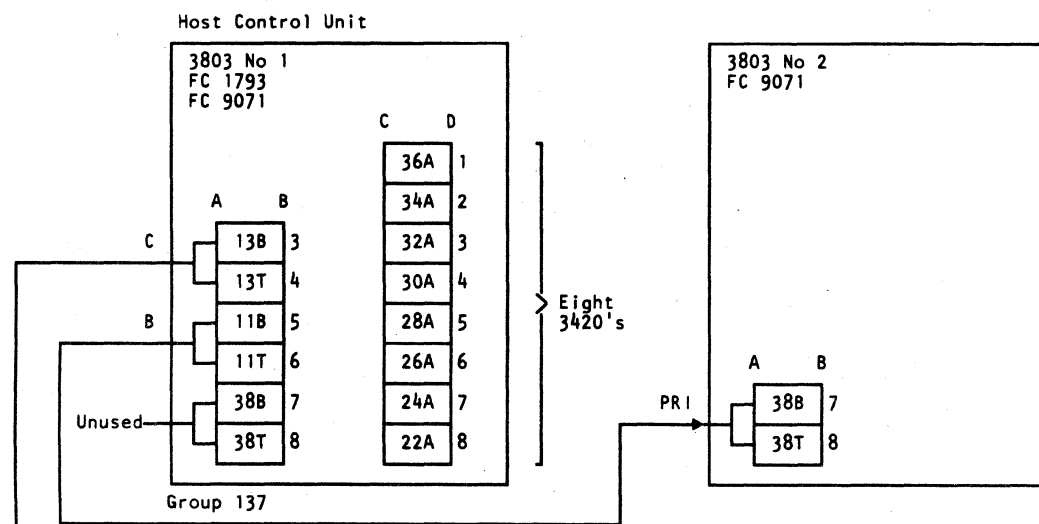 Host Control Unit
3803 No 1
FC 1793
FC 9071
C D
36A 1
34A 2
32A 3
30A 4
28A 5
26A 6
24A 7
22A 8
A B
C
13B 3
13T 4
B
11B 5
11T 6
Unused
38B 7
38T 8
Group 137
Eight
3420's
3803 No 2
FC 9071
A B
PRI
38B 7
38T 8